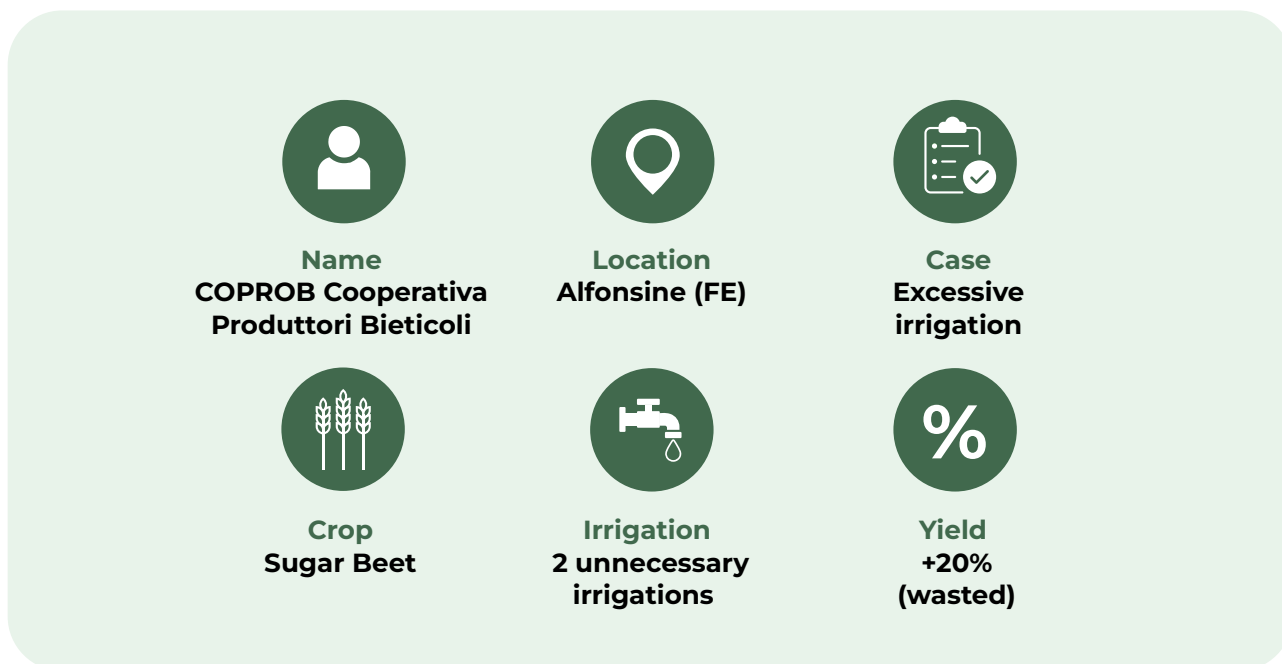 Name
COPROB Cooperativa
Produttori Bieticoli
Location
Alfonsine (FE)
Case
Excessive
irrigation
Crop
Sugar Beet
Irrigation
2 unnecessary
irrigations
%
Yield
+20%
(wasted)